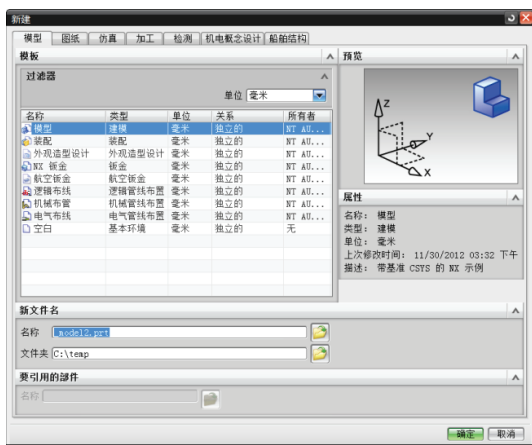 新建
模型 图纸 仿真 加工 检测 机电概念设计 船舶结构
模板
过滤器
单位 毫米
名称 类型 单位 关系 所有者
模型 建模 毫米 独立的 NT AU...
装配 装配 毫米 独立的 NT AU...
外观造型设计 外观造型设计 毫米 独立的 NT AU...
NX 钣金 钣金 毫米 独立的 NT AU...
航空钣金 航空钣金 毫米 独立的 NT AU...
逻辑布线 逻辑管线布置 毫米 独立的 NT AU...
机械布管 机械管线布置 毫米 独立的 NT AU...
电气布线 电气管线布置 毫米 独立的 NT AU...
空白 基本环境 毫米 独立的 无
预览
Z
Y
X
属性
名称: 模型
类型: 建模
单位: 毫米
上次修改时间: 11/30/2012 03:32 下午
描述: 带基准 CSYS 的 NX 示例
新文件名
名称 _model2.prt
文件夹 C:\temp
要引用的部件
名称
确定 取消